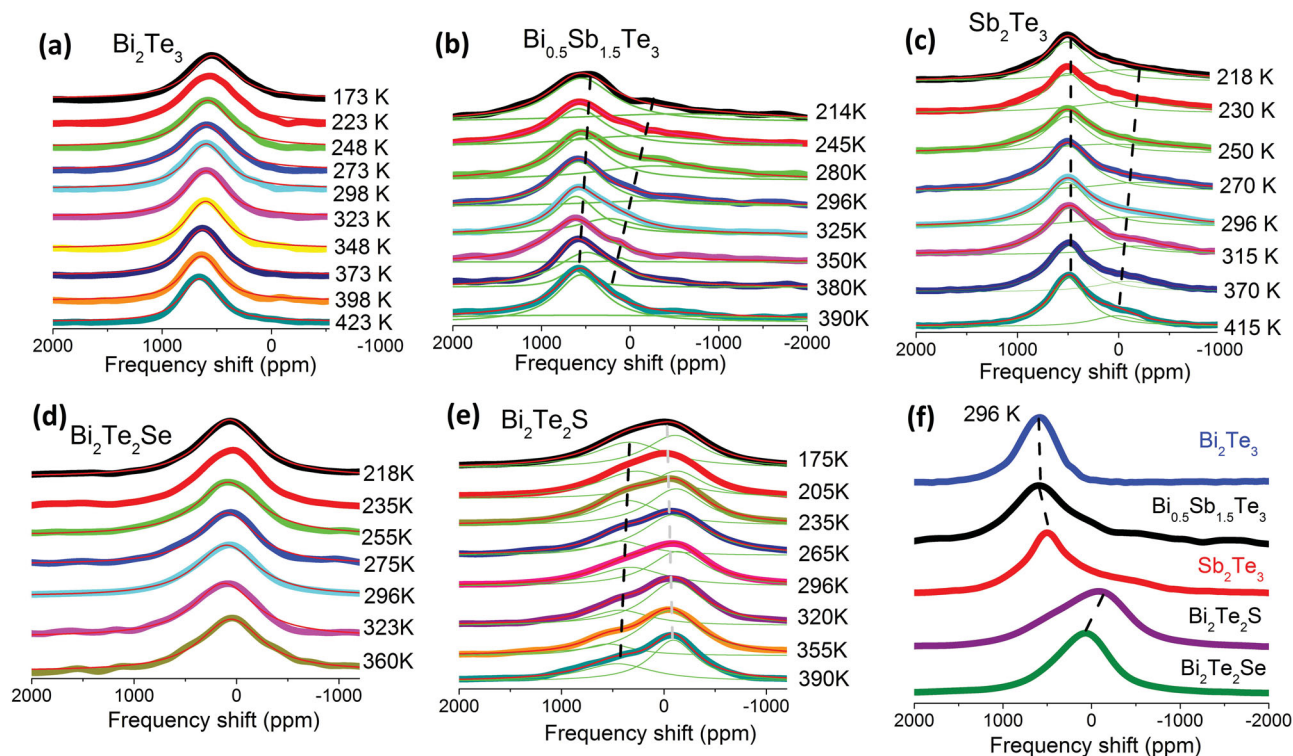 (a) Bi₂Te₃
173 K
223 K
248 K
273 K
298 K
323 K
348 K
373 K
398 K
423 K
2000 1000 0 -1000
Frequency shift (ppm)
(b) Bi₀.₅Sb₁.₅Te₃
214K
245K
280K
296K
325K
350K
380K
390K
2000 1000 0 -1000 -2000
Frequency shift (ppm)
(c) Sb₂Te₃
218 K
230 K
250 K
270 K
296 K
315 K
370 K
415 K
2000 1000 0 -1000
Frequency shift (ppm)
(d) Bi₂Te₂Se
218K
235K
255K
275K
296K
323K
360K
2000 1000 0 -1000
Frequency shift (ppm)
(e) Bi₂Te₂S
175K
205K
235K
265K
296K
320K
355K
390K
2000 1000 0 -1000
Frequency shift (ppm)
(f) 296 K
Bi₂Te₃
Bi₀.₅Sb₁.₅Te₃
Sb₂Te₃
Bi₂Te₂S
Bi₂Te₂Se
2000 1000 0 -1000 -2000
Frequency shift (ppm)